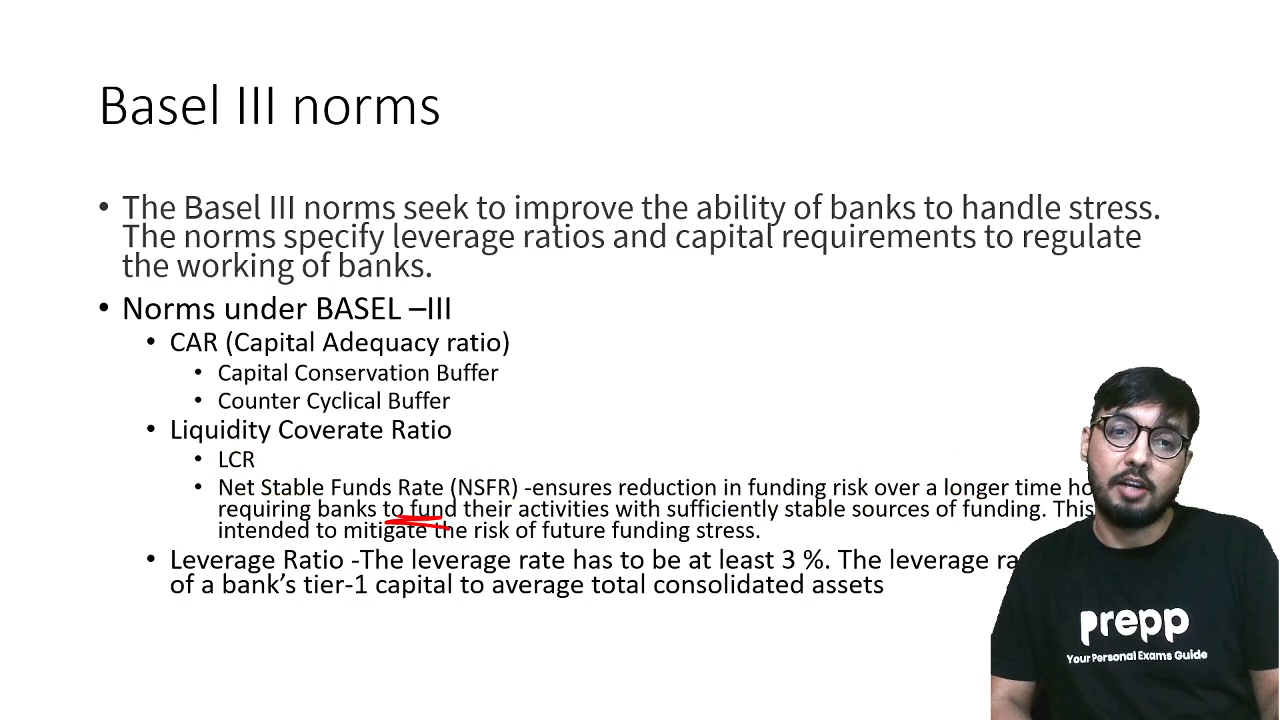 Basel III norms
• The Basel III norms seek to improve the ability of banks to handle stress.
The norms specify leverage ratios and capital requirements to regulate
the working of banks.
• Norms under BASEL –III
• CAR (Capital Adequacy ratio)
• Capital Conservation Buffer
• Counter Cyclical Buffer
• Liquidity Coverate Ratio
• LCR
• Net Stable Funds Rate (NSFR) -ensures reduction in funding risk over a longer time
requiring banks to fund their activities with sufficiently stable sources of funding. This
intended to mitigate the risk of future funding stress.
• Leverage Ratio -The leverage rate has to be at least 3 %. The leverage
of a bank’s tier-1 capital to average total consolidated assets
prepp
Your Personal Exams Guide